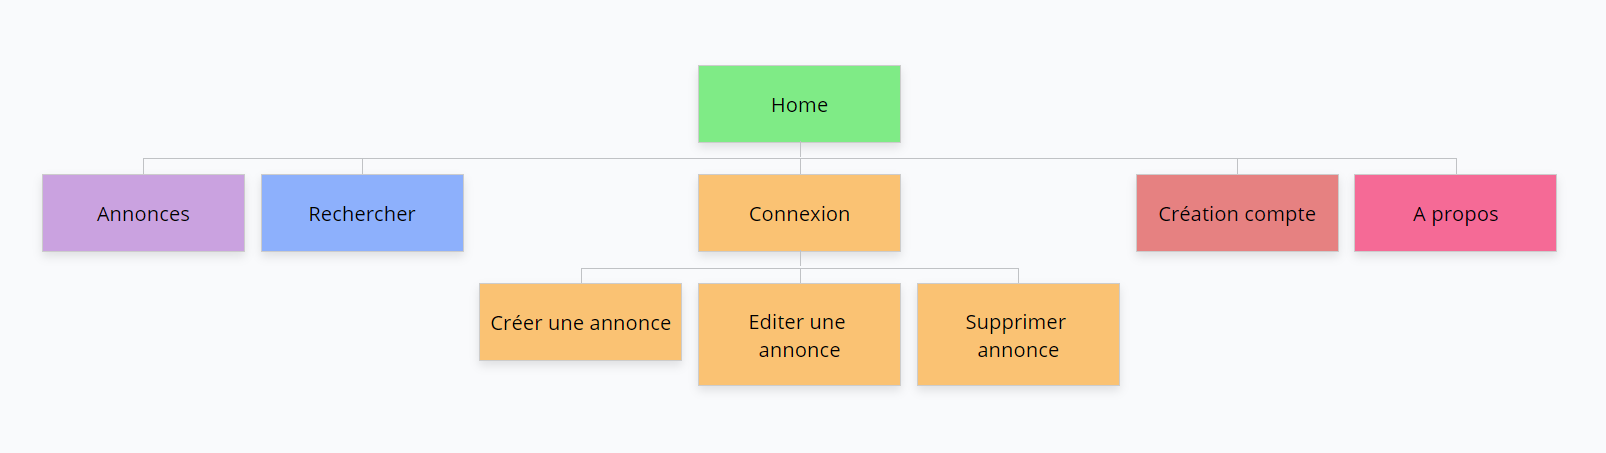 Home
Annonces
Rechercher
Connexion
Création compte
A propos
Créer une annonce
Editer une
annonce
Supprimer
annonce